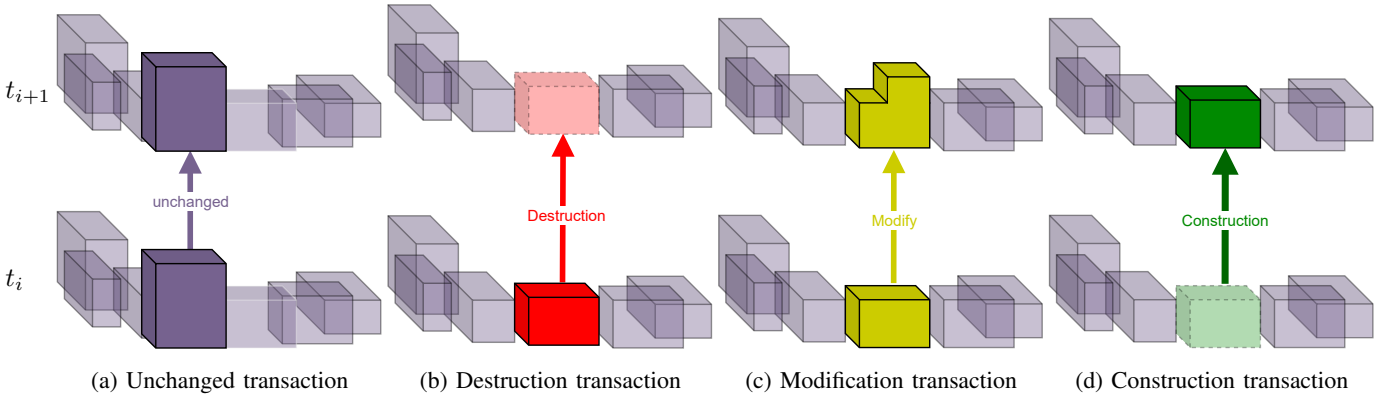 t_{i+1}
unchanged
Destruction
Modify
Construction
t_i
(a) Unchanged transaction
(b) Destruction transaction
(c) Modification transaction
(d) Construction transaction